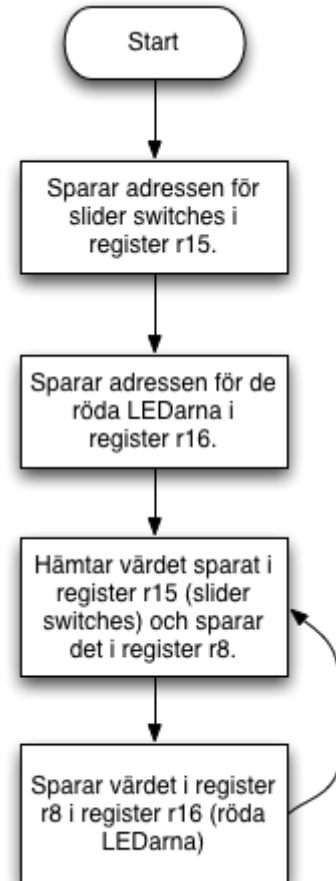 Start
Sparar adressen för
slider switches i
register r15.
Sparar adressen för de
röda LEDarna i
register r16.
Hämtar värdet sparat i
register r15 (slider
switches) och sparar
det i register r8.
Sparar värdet i register
r8 i register r16 (röda
LEDarna)